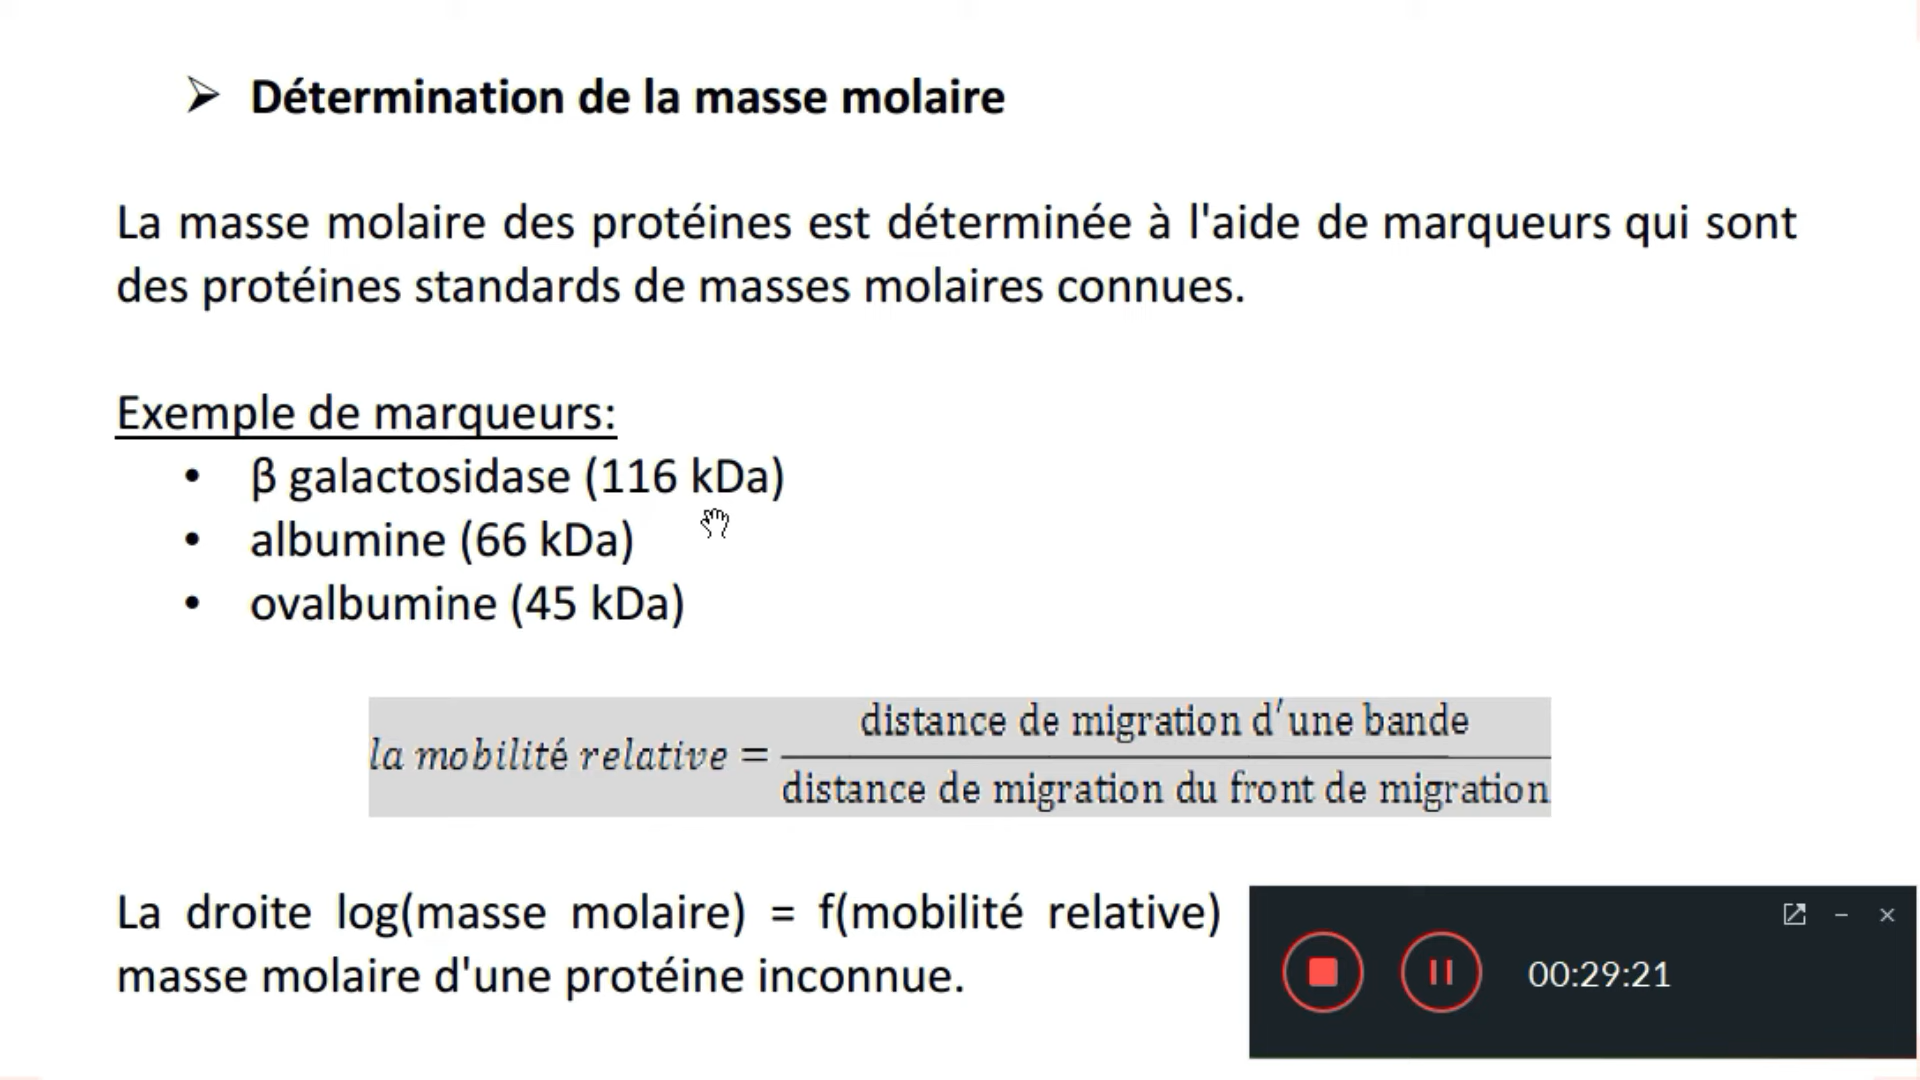 ➢ Détermination de la masse molaire
La masse molaire des protéines est déterminée à l'aide de marqueurs qui sont
des protéines standards de masses molaires connues.
Exemple de marqueurs:
• β galactosidase (116 kDa)
• albumine (66 kDa)
• ovalbumine (45 kDa)
la mobilité relative = distance de migration d′une bande / distance de migration du front de migration
La droite log(masse molaire) = f(mobilité relative)
masse molaire d'une protéine inconnue.
00:29:21